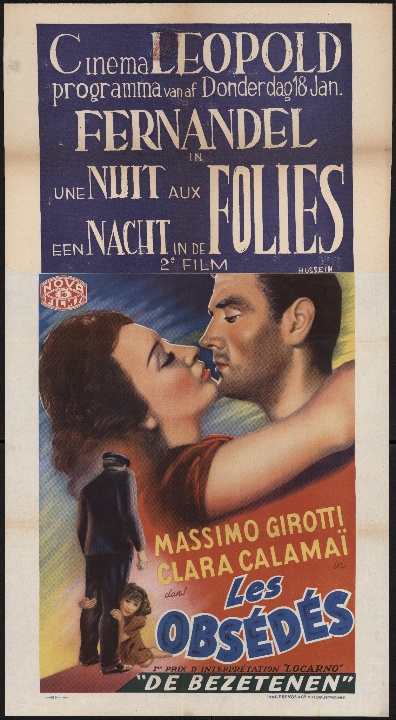 Cinema LEOPOLD
programma van af Donderdag 18 Jan.
FERNANDEL
IN
UNE NUIT AUX FOLIES
EEN NACHT IN DE
2e FILM
HUSSEIN
NOVA
FILMS
MASSIMO GIROTTI
CLARA CALAMAÏ
dans in
Les
OBSÉDÉS
1er PRIX D'INTERPRÉTATION "LOCARNO"
"DE BEZETENEN"